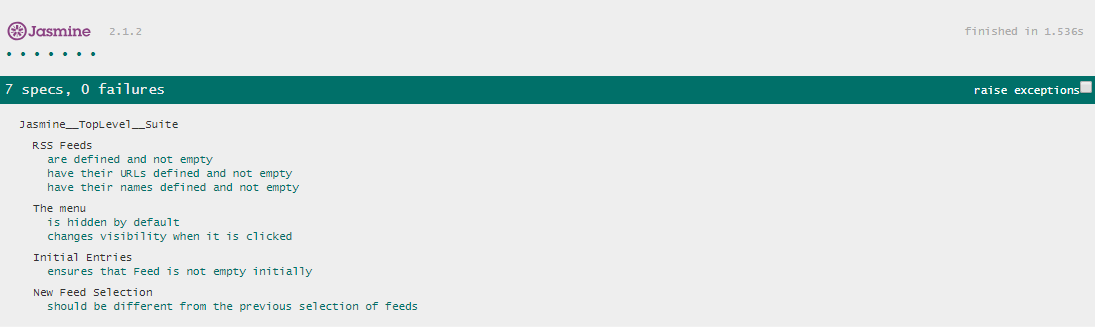 Jasmine 2.1.2 finished in 1.536s
• • • • • • •
7 specs, 0 failures raise exceptions
Jasmine__TopLevel__Suite
RSS Feeds
are defined and not empty
have their URLs defined and not empty
have their names defined and not empty
The menu
is hidden by default
changes visibility when it is clicked
Initial Entries
ensures that Feed is not empty initially
New Feed Selection
should be different from the previous selection of feeds